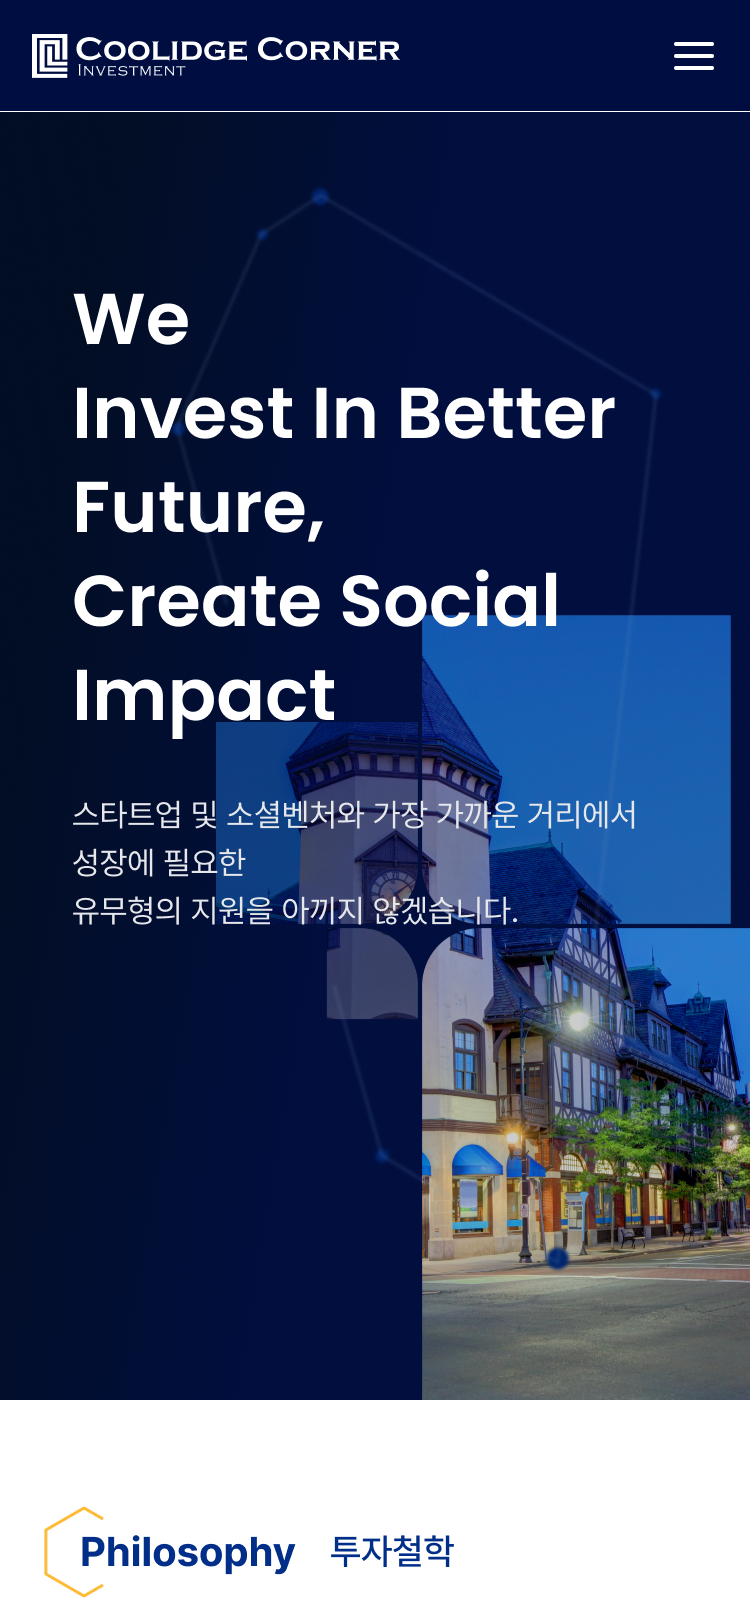 COOLIDGE CORNER
INVESTMENT
We
Invest In Better
Future,
Create Social
Impact
스타트업 및 소셜벤처와 가장 가까운 거리에서
성장에 필요한
유무형의 지원을 아끼지 않겠습니다.
Philosophy 투자철학